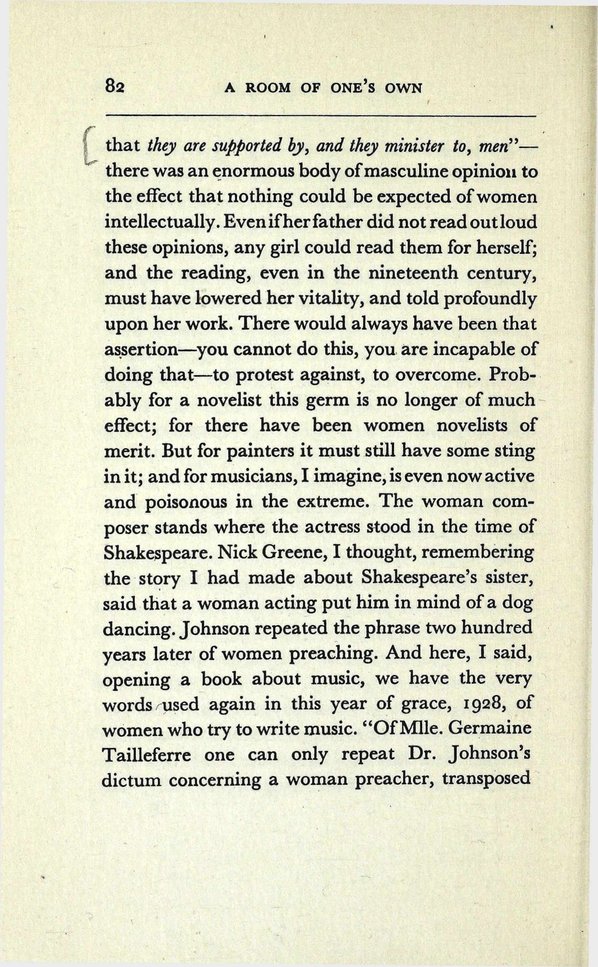 82 A ROOM OF ONE'S OWN
that they are supported by, and they minister to, men"—
there was an enormous body of masculine opinion to
the effect that nothing could be expected of women
intellectually. Even if her father did not read out loud
these opinions, any girl could read them for herself;
and the reading, even in the nineteenth century,
must have lowered her vitality, and told profoundly
upon her work. There would always have been that
assertion—you cannot do this, you are incapable of
doing that—to protest against, to overcome. Prob-
ably for a novelist this germ is no longer of much
effect; for there have been women novelists of
merit. But for painters it must still have some sting
in it; and for musicians, I imagine, is even now active
and poisonous in the extreme. The woman com-
poser stands where the actress stood in the time of
Shakespeare. Nick Greene, I thought, remembering
the story I had made about Shakespeare's sister,
said that a woman acting put him in mind of a dog
dancing. Johnson repeated the phrase two hundred
years later of women preaching. And here, I said,
opening a book about music, we have the very
words used again in this year of grace, 1928, of
women who try to write music. "Of Mlle. Germaine
Tailleferre one can only repeat Dr. Johnson's
dictum concerning a woman preacher, transposed